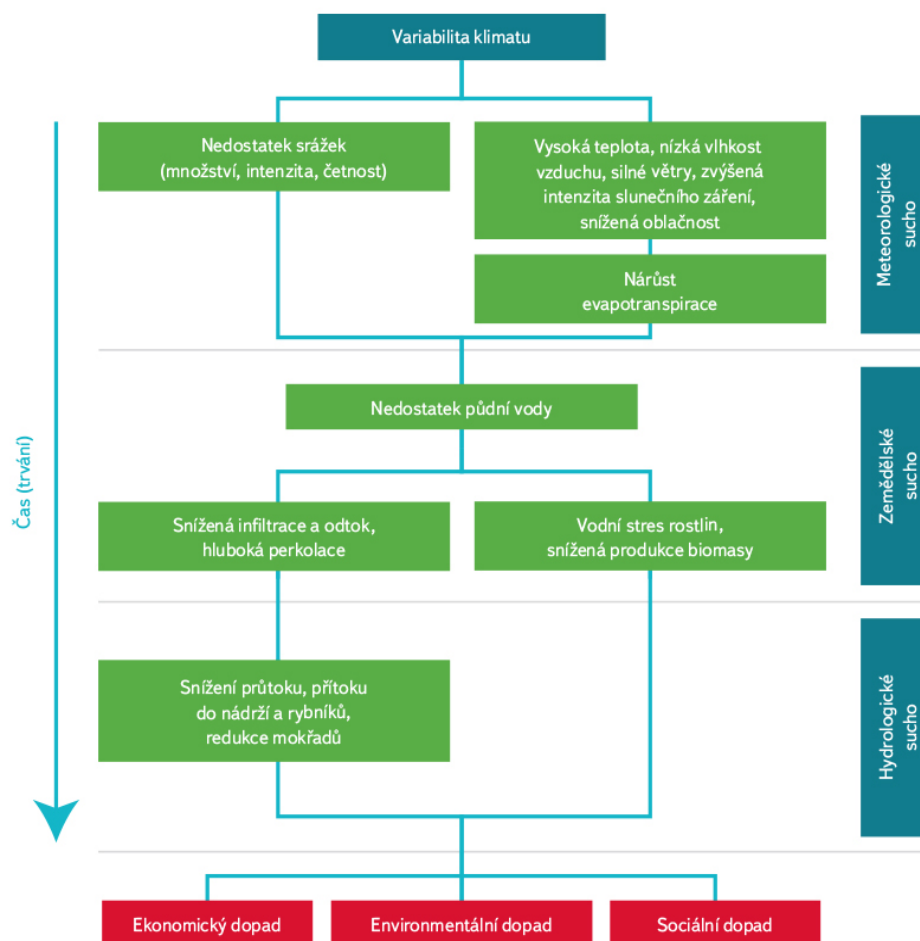 Variabilita klimatu
Nedostatek srážek
(množství, intenzita, četnost)
Vysoká teplota, nízká vlhkost
vzduchu, silné větry, zvýšená
intenzita slunečního záření,
snížená oblačnost
Nárůst
evapotranspirace
Meteorologické
sucho
Nedostatek půdní vody
Čas (trvání)
Snížená infiltrace a odtok,
hluboká perkolace
Vodní stres rostlin,
snížená produkce biomasy
Zemědělské
sucho
Snížení průtoku, přítoku
do nádrží a rybníků,
redukce mokřadů
Hydrologické
sucho
Ekonomický dopad
Environmentální dopad
Sociální dopad